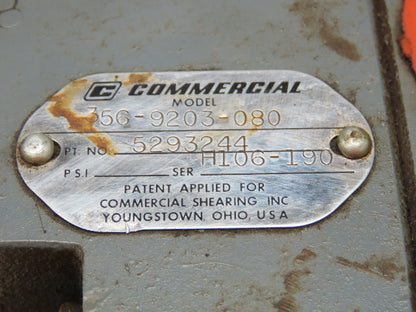 C COMMERCIAL
MODEL
356-9203-080
PT. NO. 5293244
P.S.I. SER H106-190
PATENT APPLIED FOR
COMMERCIAL SHEARING INC
YOUNGSTOWN OHIO, U.S.A